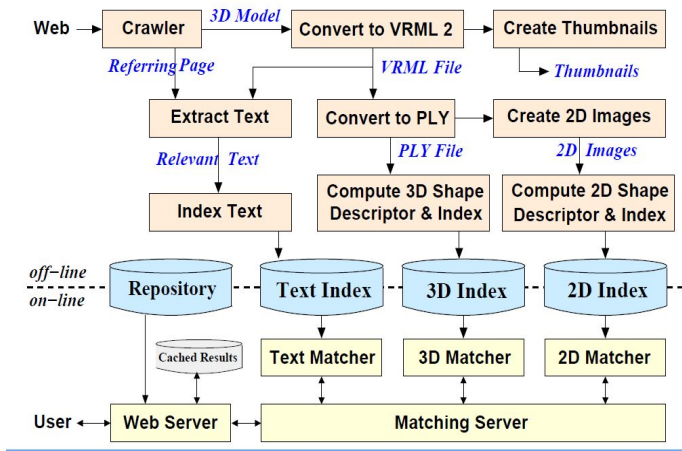 Web
Crawler
3D Model
Convert to VRML 2
Create Thumbnails
Referring Page
VRML File
Thumbnails
Extract Text
Convert to PLY
Create 2D Images
Relevant Text
PLY File
2D Images
Index Text
Compute 3D Shape
Descriptor & Index
Compute 2D Shape
Descriptor & Index
off-line
on-line
Repository
Text Index
3D Index
2D Index
Cached Results
Text Matcher
3D Matcher
2D Matcher
User
Web Server
Matching Server